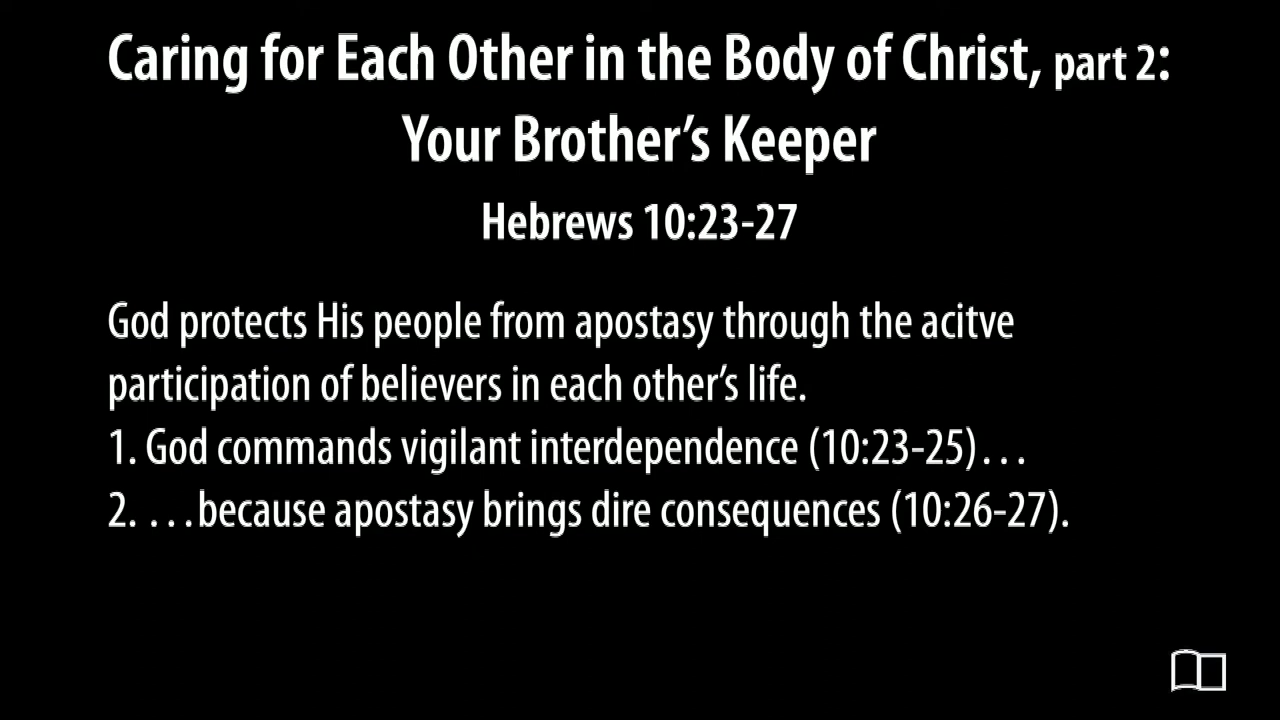 Caring for Each Other in the Body of Christ, part 2:
Your Brother’s Keeper
Hebrews 10:23-27
God protects His people from apostasy through the acitve
participation of believers in each other’s life.
1. God commands vigilant interdependence (10:23-25)…
2. …because apostasy brings dire consequences (10:26-27).